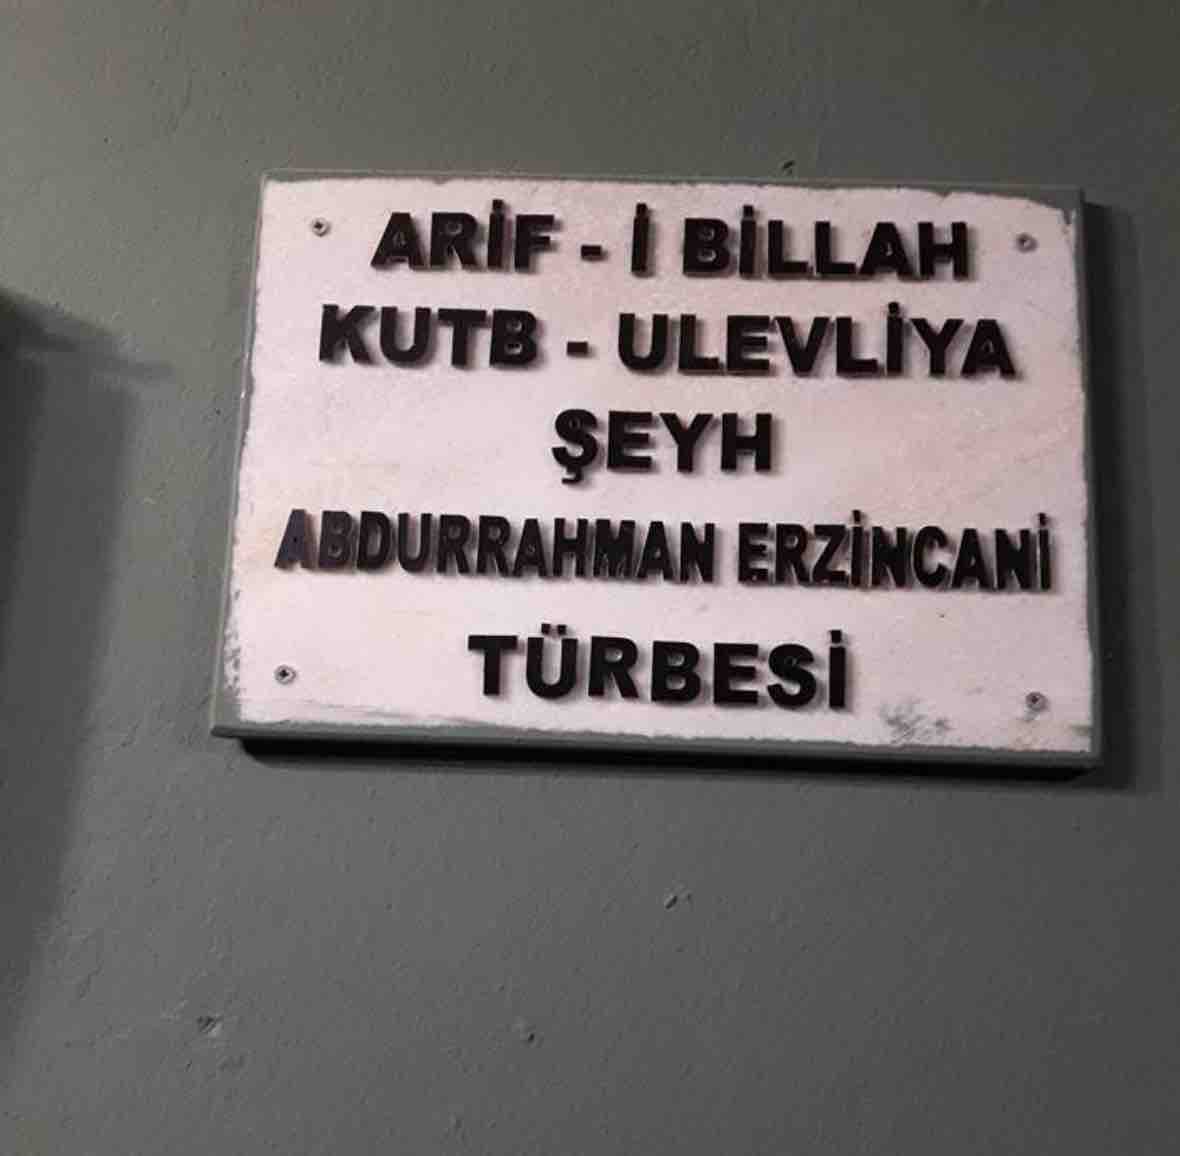 ARİF - İ BİLLAH
KUTB - ULEVLİYA
ŞEYH
ABDURRAHMAN ERZİNCANİ
TÜRBESİ